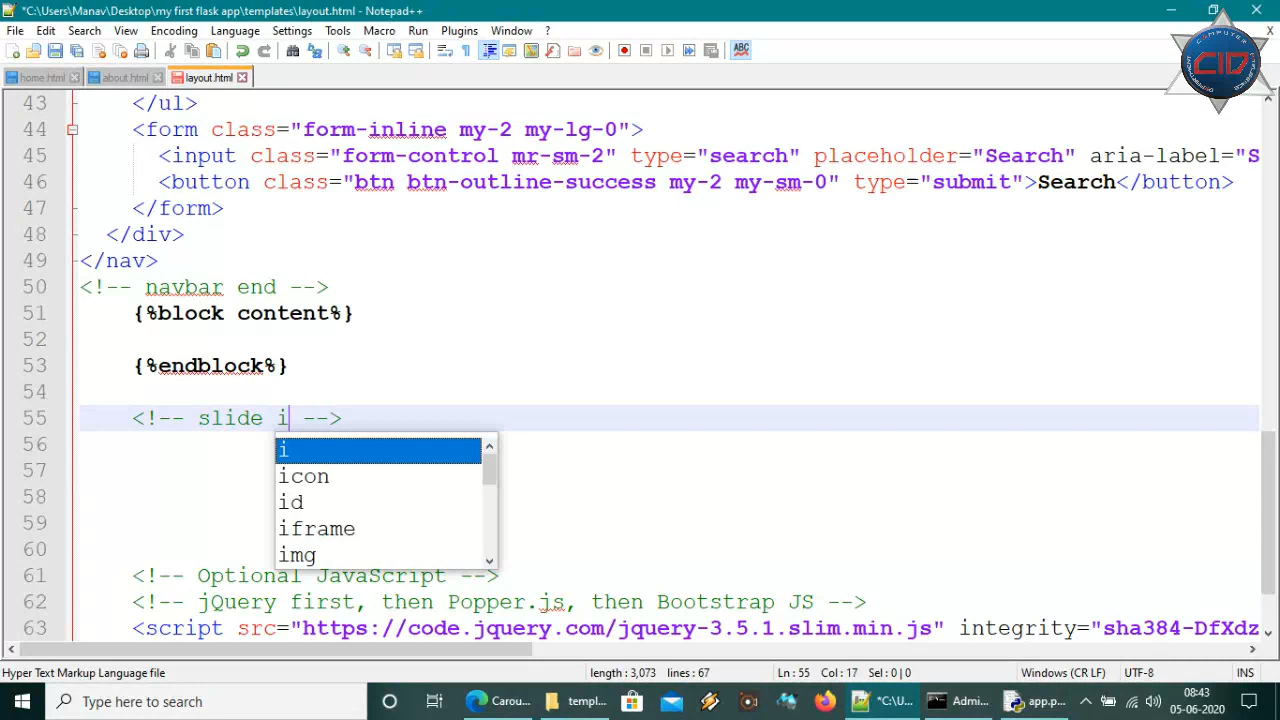 *C:\Users\Manav\Desktop\my first flask app\templates\layout.html - Notepad++
File Edit Search View Encoding Language Settings Tools Macro Run Plugins Window ? X
home.html about.html layout.html
43 </ul>
44 <form class="form-inline my-2 my-lg-0">
45 <input class="form-control mr-sm-2" type="search" placeholder="Search" aria-label="S
46 <button class="btn btn-outline-success my-2 my-sm-0" type="submit">Search</button>
47 </form>
48 </div>
49 </nav>
50 <!-- navbar end -->
51 {%block content%}
52
53 {%endblock%}
54
55 <!-- slide i -->
56 i
57 icon
58 id
59 iframe
60 img
61 <!-- Optional JavaScript -->
62 <!-- jQuery first, then Popper.js, then Bootstrap JS -->
63 <script src="https://code.jquery.com/jquery-3.5.1.slim.min.js" integrity="sha384-DfXdz
Hyper Text Markup Language file length : 3,073 lines : 67 Ln : 55 Col : 17 Sel : 0 | 0 Windows (CR LF) UTF-8 INS
Type here to search Carou... templ... *C:\U... Admi... app.p... 08:43
05-06-2020
COMPUTER
CID